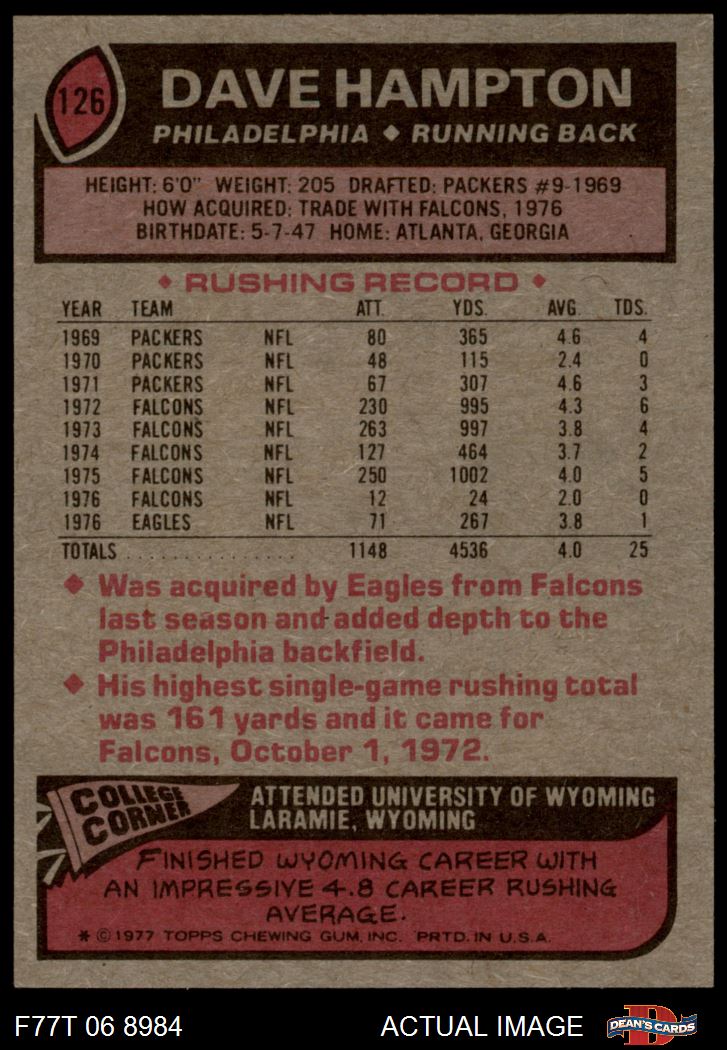 126
DAVE HAMPTON
PHILADELPHIA ◆ RUNNING BACK
HEIGHT: 6'0" WEIGHT: 205 DRAFTED: PACKERS #9-1969
HOW ACQUIRED: TRADE WITH FALCONS, 1976
BIRTHDATE: 5-7-47 HOME: ATLANTA, GEORGIA
◆ RUSHING RECORD ◆
YEAR TEAM ATT. YDS. AVG. TDS.
1969 PACKERS NFL 80 365 4.6 4
1970 PACKERS NFL 48 115 2.4 0
1971 PACKERS NFL 67 307 4.6 3
1972 FALCONS NFL 230 995 4.3 6
1973 FALCONS NFL 263 997 3.8 4
1974 FALCONS NFL 127 464 3.7 2
1975 FALCONS NFL 250 1002 4.0 5
1976 FALCONS NFL 12 24 2.0 0
1976 EAGLES NFL 71 267 3.8 1
TOTALS . . . . . . . . . . . . . . . . 1148 4536 4.0 25
◆ Was acquired by Eagles from Falcons
last season and added depth to the
Philadelphia backfield.
◆ His highest single-game rushing total
was 161 yards and it came for
Falcons, October 1, 1972.
COLLEGE
CORNER
ATTENDED UNIVERSITY OF WYOMING
LARAMIE, WYOMING
FINISHED WYOMING CAREER WITH
AN IMPRESSIVE 4.8 CAREER RUSHING
AVERAGE.
* © 1977 TOPPS CHEWING GUM, INC. PRTD. IN U.S.A.
F77T 06 8984
ACTUAL IMAGE
D
DEAN'S CARDS